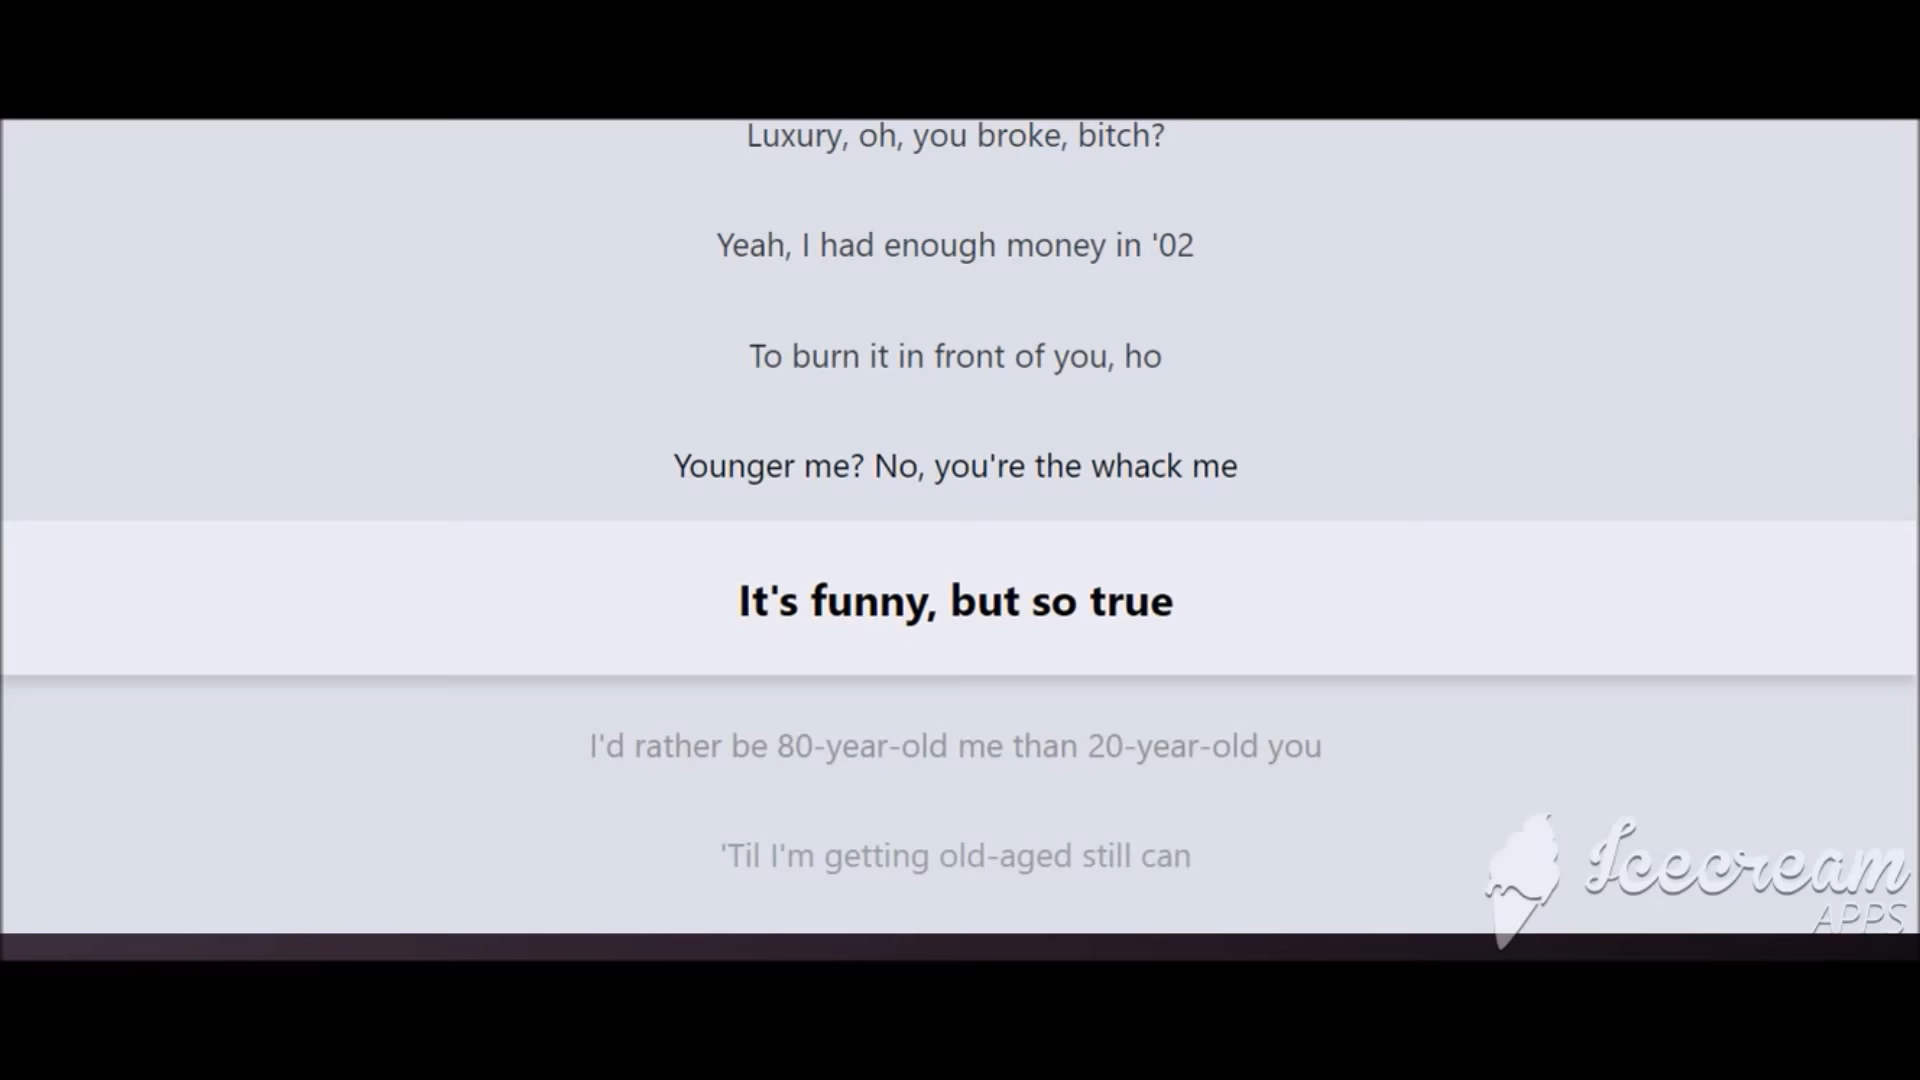 Luxury, oh, you broke, bitch?
Yeah, I had enough money in '02
To burn it in front of you, ho
Younger me? No, you're the whack me
It's funny, but so true
I'd rather be 80-year-old me than 20-year-old you
'Til I'm getting old-aged still can
Icecream
APPS